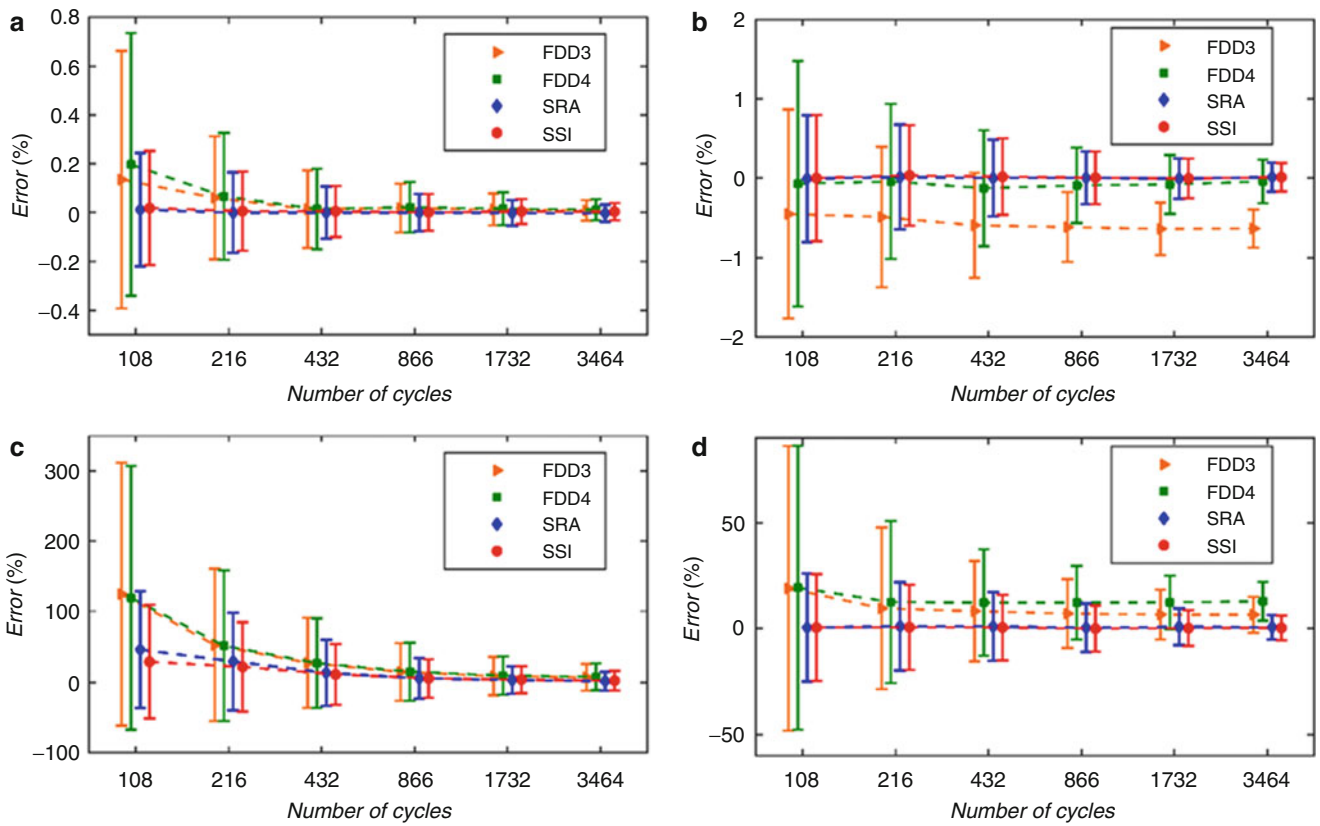 a
0.8
0.6
0.4
0.2
0
−0.2
−0.4
Error (%)
FDD3
FDD4
SRA
SSI
108 216 432 866 1732 3464
Number of cycles
b
2
1
0
−1
−2
Error (%)
FDD3
FDD4
SRA
SSI
108 216 432 866 1732 3464
Number of cycles
c
300
200
100
0
−100
Error (%)
FDD3
FDD4
SRA
SSI
108 216 432 866 1732 3464
Number of cycles
d
50
0
−50
Error (%)
FDD3
FDD4
SRA
SSI
108 216 432 866 1732 3464
Number of cycles